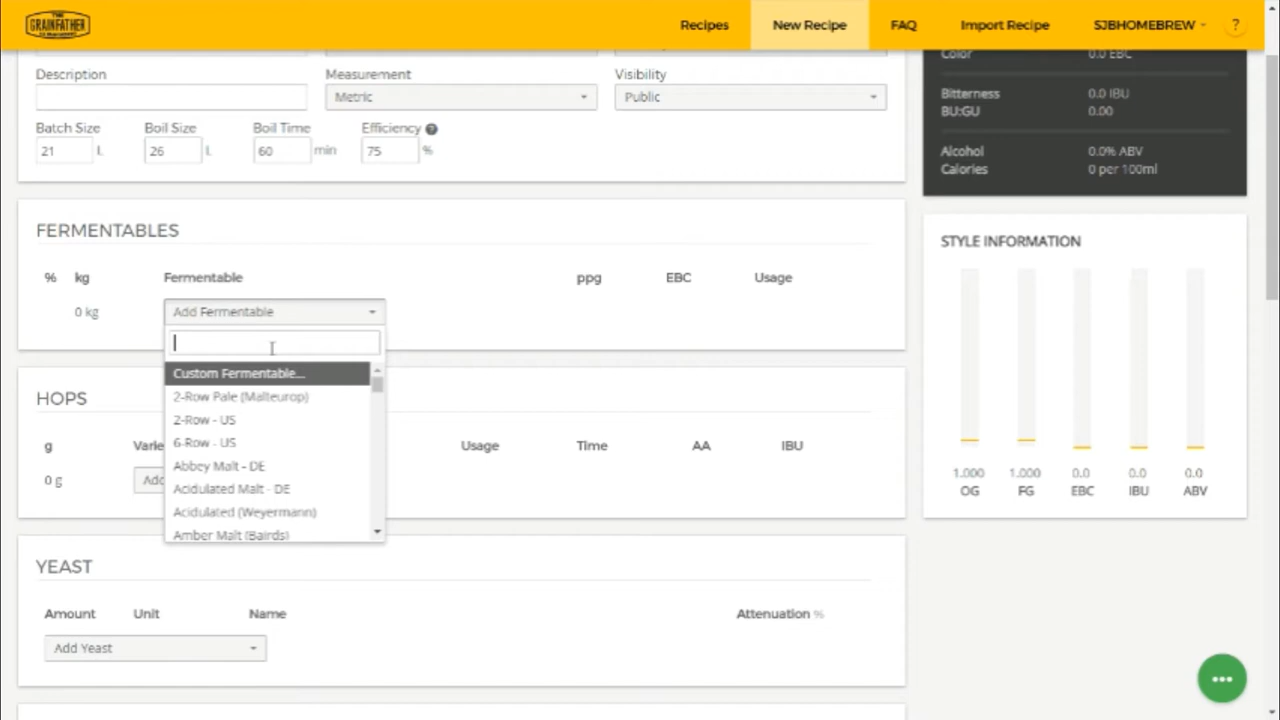 THE
GRAINFATHER
Recipes
New Recipe
FAQ
Import Recipe
SJBHOMEBREW
?
Description
Measurement
Visibility
Metric
Public
Batch Size
Boil Size
Boil Time
Efficiency ?
21 l.
26 l.
60 min
75 %
Color 0.0 EBC
Bitterness 0.0 IBU
BU:GU 0.00
Alcohol 0.0% ABV
Calories 0 per 100ml
FERMENTABLES
% kg Fermentable ppg EBC Usage
0 kg Add Fermentable
Custom Fermentable...
2-Row Pale (Malteurop)
2-Row - US
6-Row - US
Abbey Malt - DE
Acidulated Malt - DE
Acidulated (Weyermann)
Amber Malt (Bairds)
STYLE INFORMATION
1.000 1.000 0.0 0.0 0.0
OG FG EBC IBU ABV
HOPS
g Varie Usage Time AA IBU
0 g Add
YEAST
Amount Unit Name Attenuation %
Add Yeast